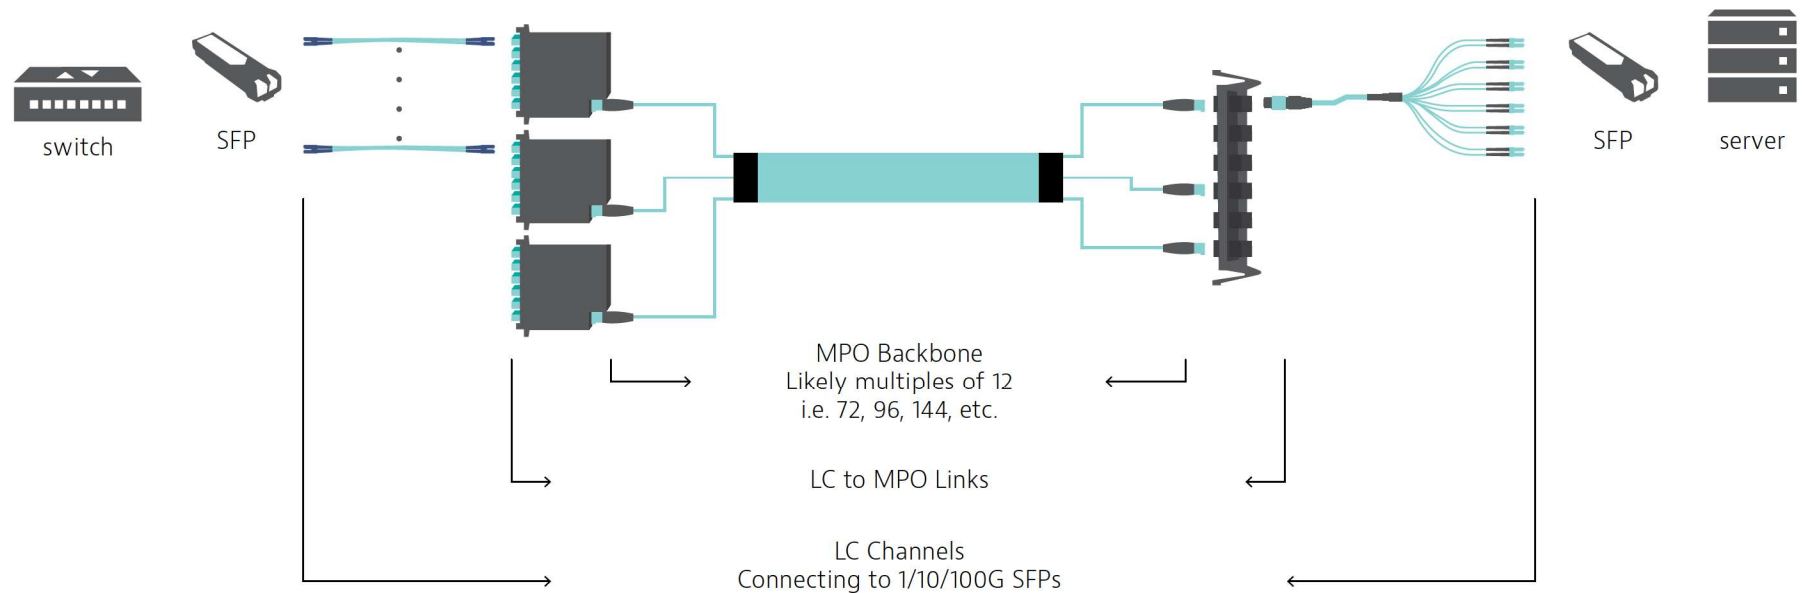 switch
SFP
SFP
server
MPO Backbone
Likely multiples of 12
i.e. 72, 96, 144, etc.
LC to MPO Links
LC Channels
Connecting to 1/10/100G SFPs